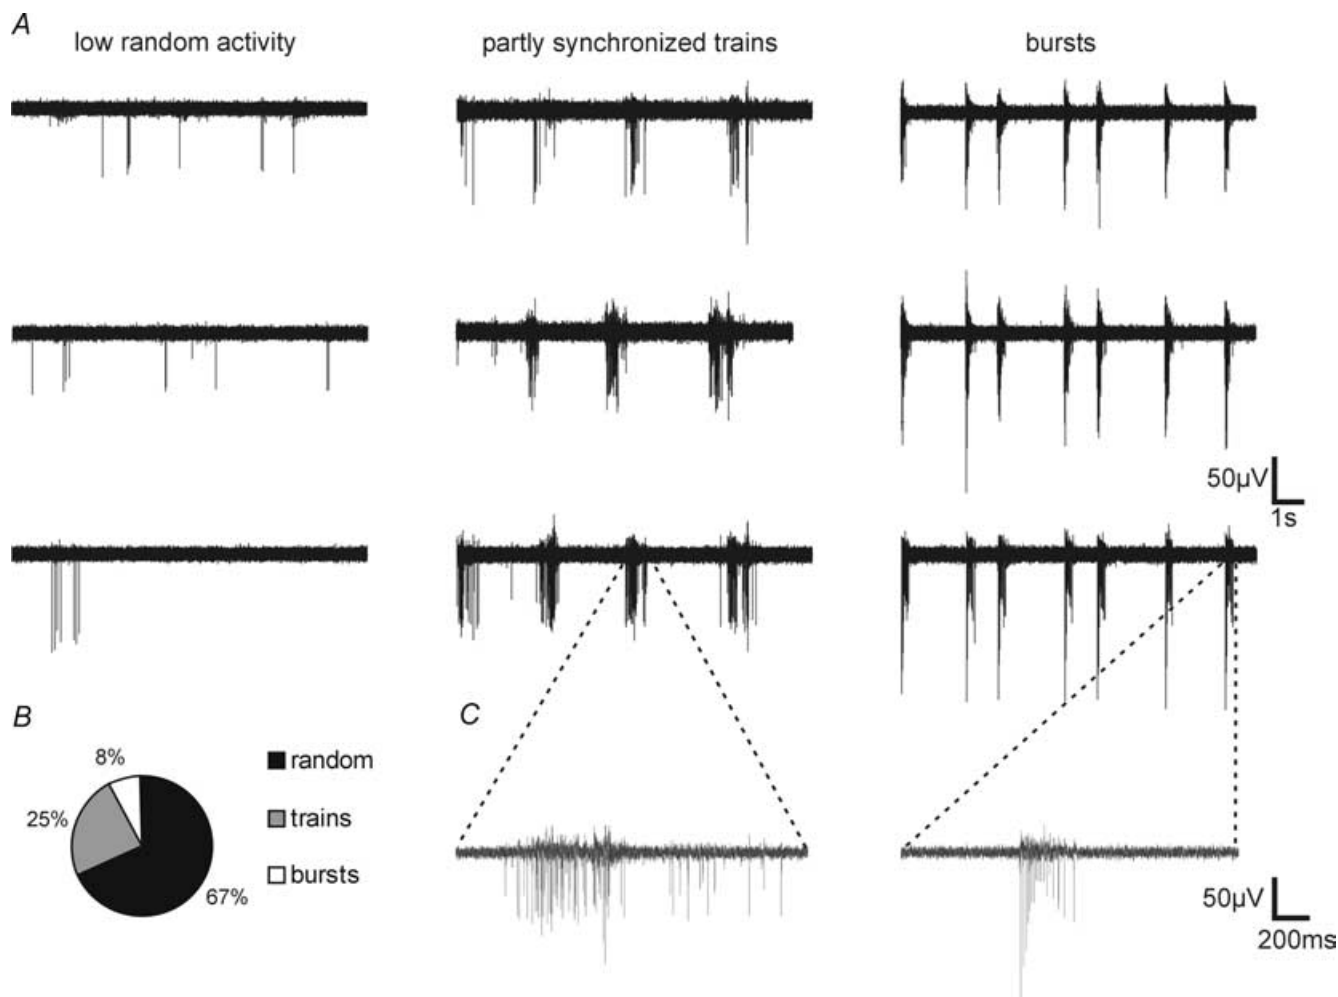 A
low random activity
partly synchronized trains
bursts
50µV
1s
B
8%
25%
67%
random
trains
bursts
C
50µV
200ms